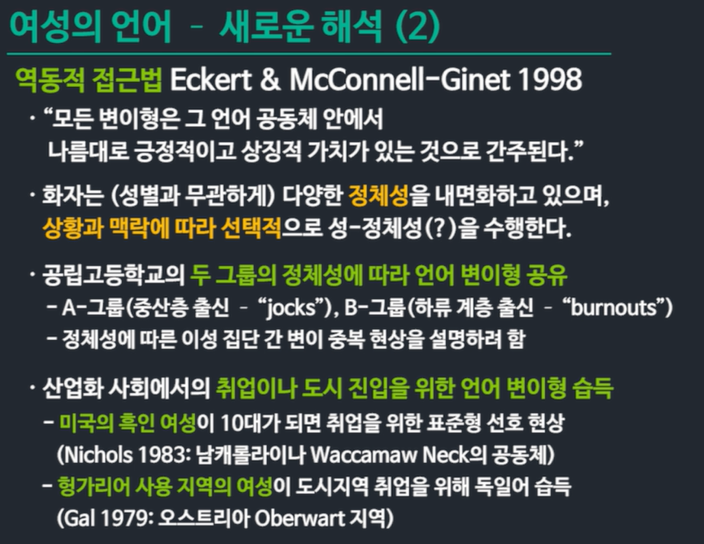 여성의 언어 - 새로운 해석 (2)
역동적 접근법 Eckert & McConnell-Ginet 1998
· “모든 변이형은 그 언어 공동체 안에서
나름대로 긍정적이고 상징적 가치가 있는 것으로 간주된다.”
· 화자는 (성별과 무관하게) 다양한 정체성을 내면화하고 있으며,
상황과 맥락에 따라 선택적으로 성-정체성(?)을 수행한다.
· 공립고등학교의 두 그룹의 정체성에 따라 언어 변이형 공유
- A-그룹(중산층 출신 - “jocks”), B-그룹(하류 계층 출신 - “burnouts”)
- 정체성에 따른 이성 집단 간 변이 중복 현상을 설명하려 함
· 산업화 사회에서의 취업이나 도시 진입을 위한 언어 변이형 습득
- 미국의 흑인 여성이 10대가 되면 취업을 위한 표준형 선호 현상
(Nichols 1983: 남캐롤라이나 Waccamaw Neck의 공동체)
- 헝가리어 사용 지역의 여성이 도시지역 취업을 위해 독일어 습득
(Gal 1979: 오스트리아 Oberwart 지역)